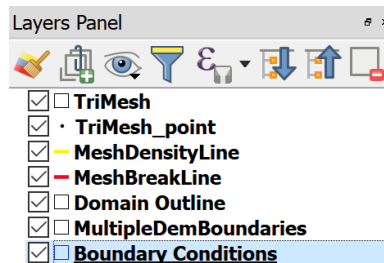 Layers Panel
TriMesh
TriMesh_point
MeshDensityLine
MeshBreakLine
Domain Outline
MultipleDemBoundaries
Boundary Conditions